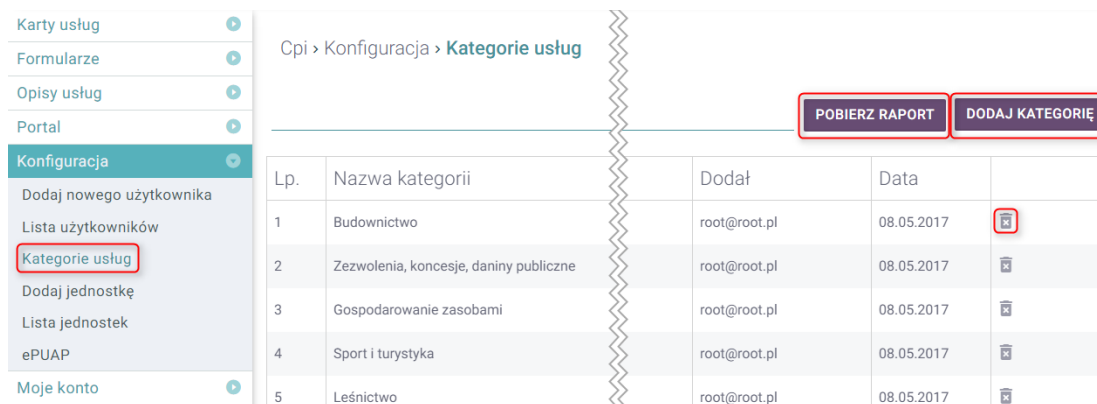 Karty usług
Formularze
Opisy usług
Portal
Konfiguracja
Dodaj nowego użytkownika
Lista użytkowników
Kategorie usług
Dodaj jednostkę
Lista jednostek
ePUAP
Moje konto
Cpi › Konfiguracja › Kategorie usług
POBIERZ RAPORT DODAJ KATEGORIĘ
Lp. Nazwa kategorii Dodał Data
1 Budownictwo root@root.pl 08.05.2017
2 Zezwolenia, koncesje, daniny publiczne root@root.pl 08.05.2017
3 Gospodarowanie zasobami root@root.pl 08.05.2017
4 Sport i turystyka root@root.pl 08.05.2017
5 Leśnictwo root@root.pl 08.05.2017